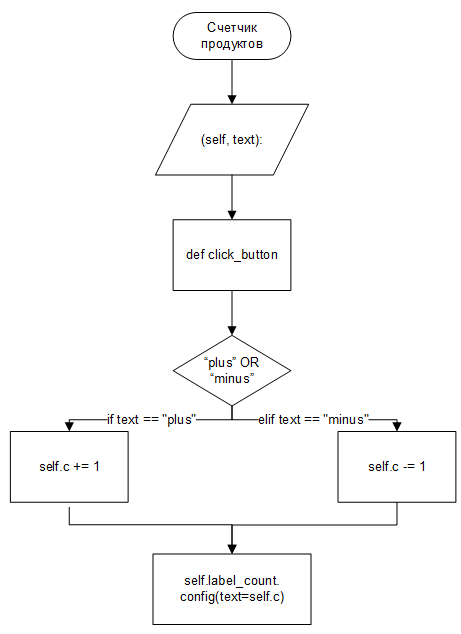 Счетчик
продуктов
(self, text):
def click_button
“plus” OR
“minus”
if text == "plus"
elif text == "minus"
self.c += 1
self.c -= 1
self.label_count.
config(text=self.c)